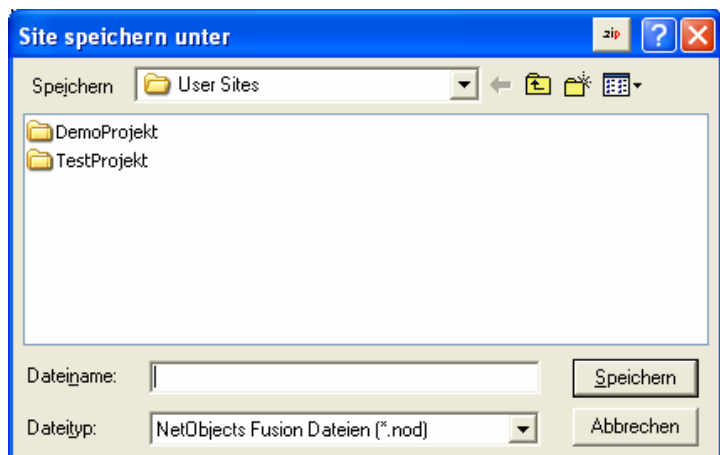 Site speichern unter
zip
?
Speichern User Sites
DemoProjekt
TestProjekt
Dateiname: Speichern
Dateityp: NetObjects Fusion Dateien (*.nod) Abbrechen